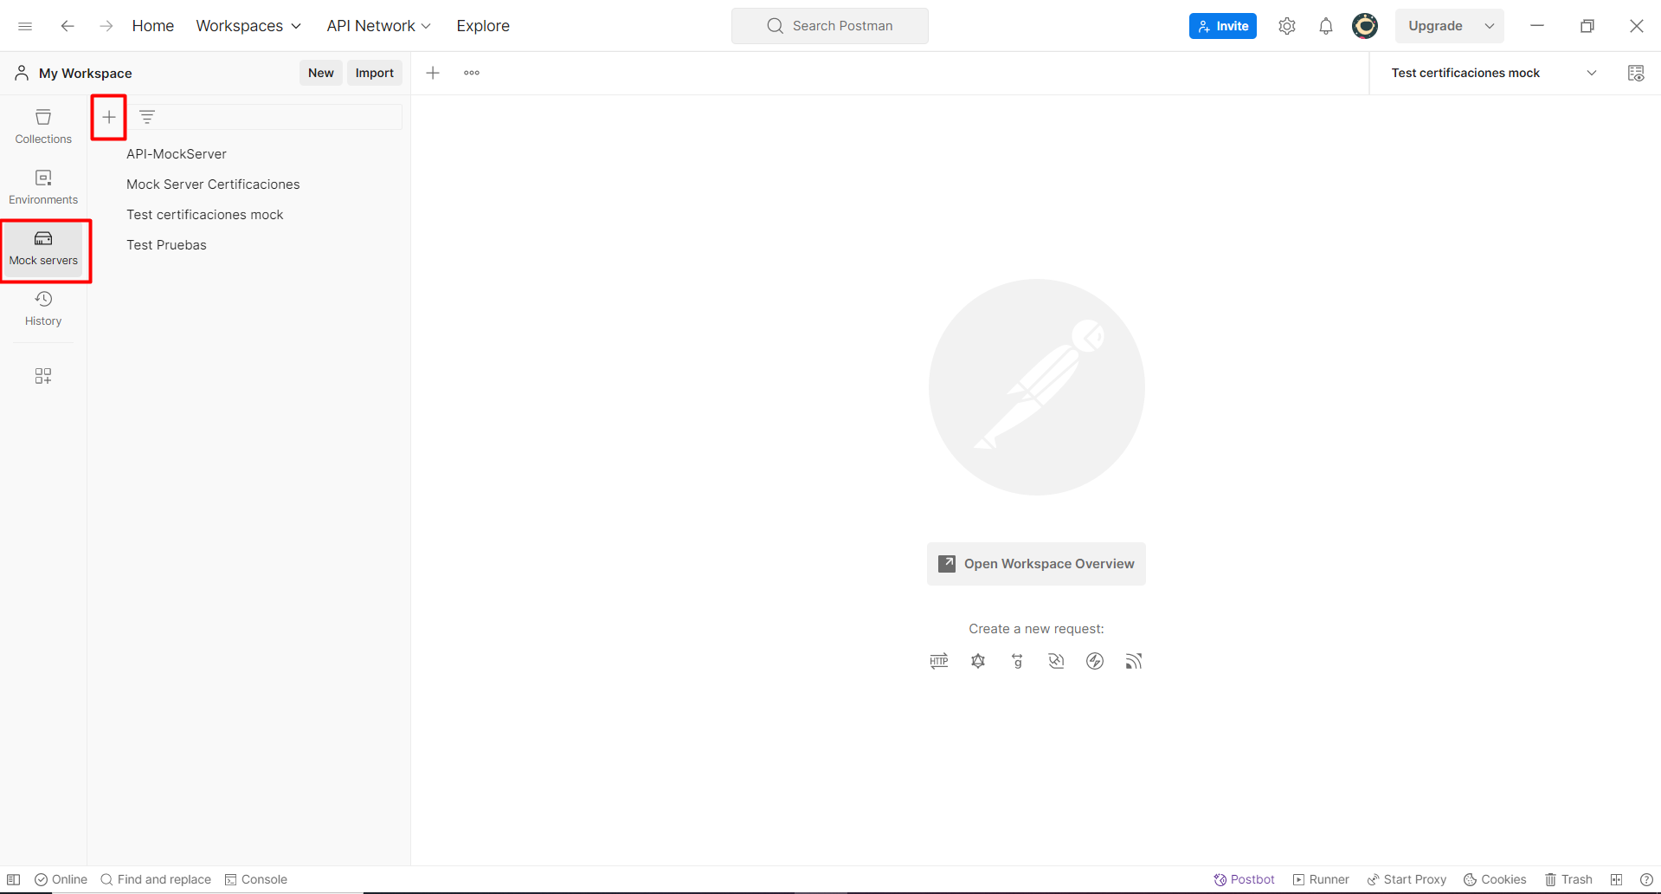 Home Workspaces API Network Explore Search Postman Invite Upgrade
My Workspace New Import Test certificaciones mock
Collections
Environments
Mock servers
History
API-MockServer
Mock Server Certificaciones
Test certificaciones mock
Test Pruebas
Open Workspace Overview
Create a new request:
HTTP g
Online Find and replace Console Postbot Runner Start Proxy Cookies Trash